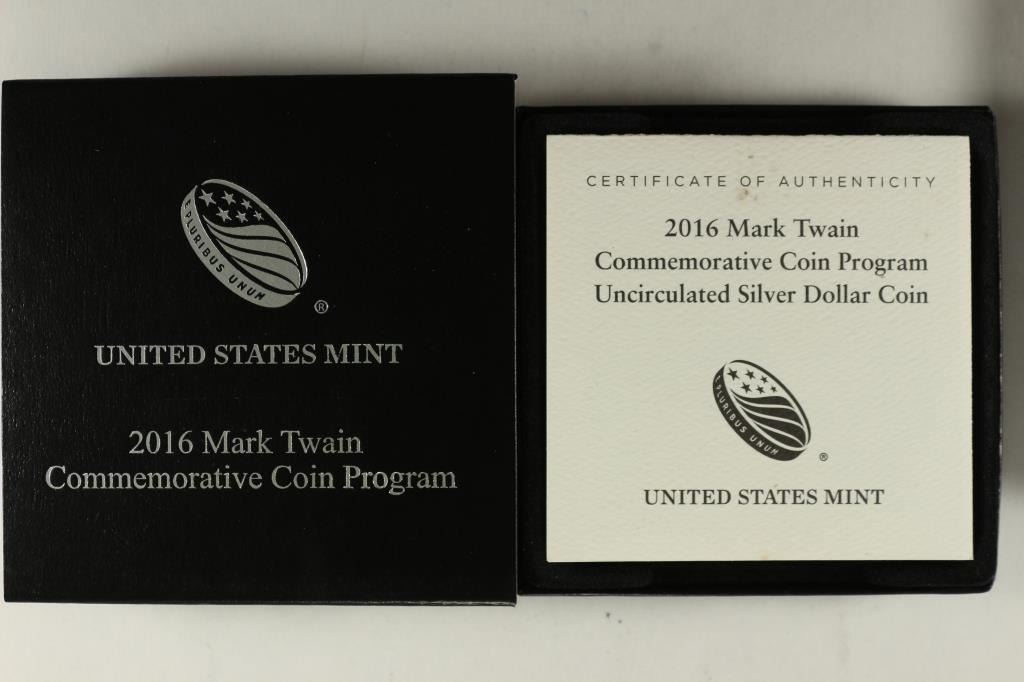 E PLURIBUS UNUM
®
UNITED STATES MINT
2016 Mark Twain
Commemorative Coin Program
CERTIFICATE OF AUTHENTICITY
2016 Mark Twain
Commemorative Coin Program
Uncirculated Silver Dollar Coin
E PLURIBUS UNUM
®
UNITED STATES MINT